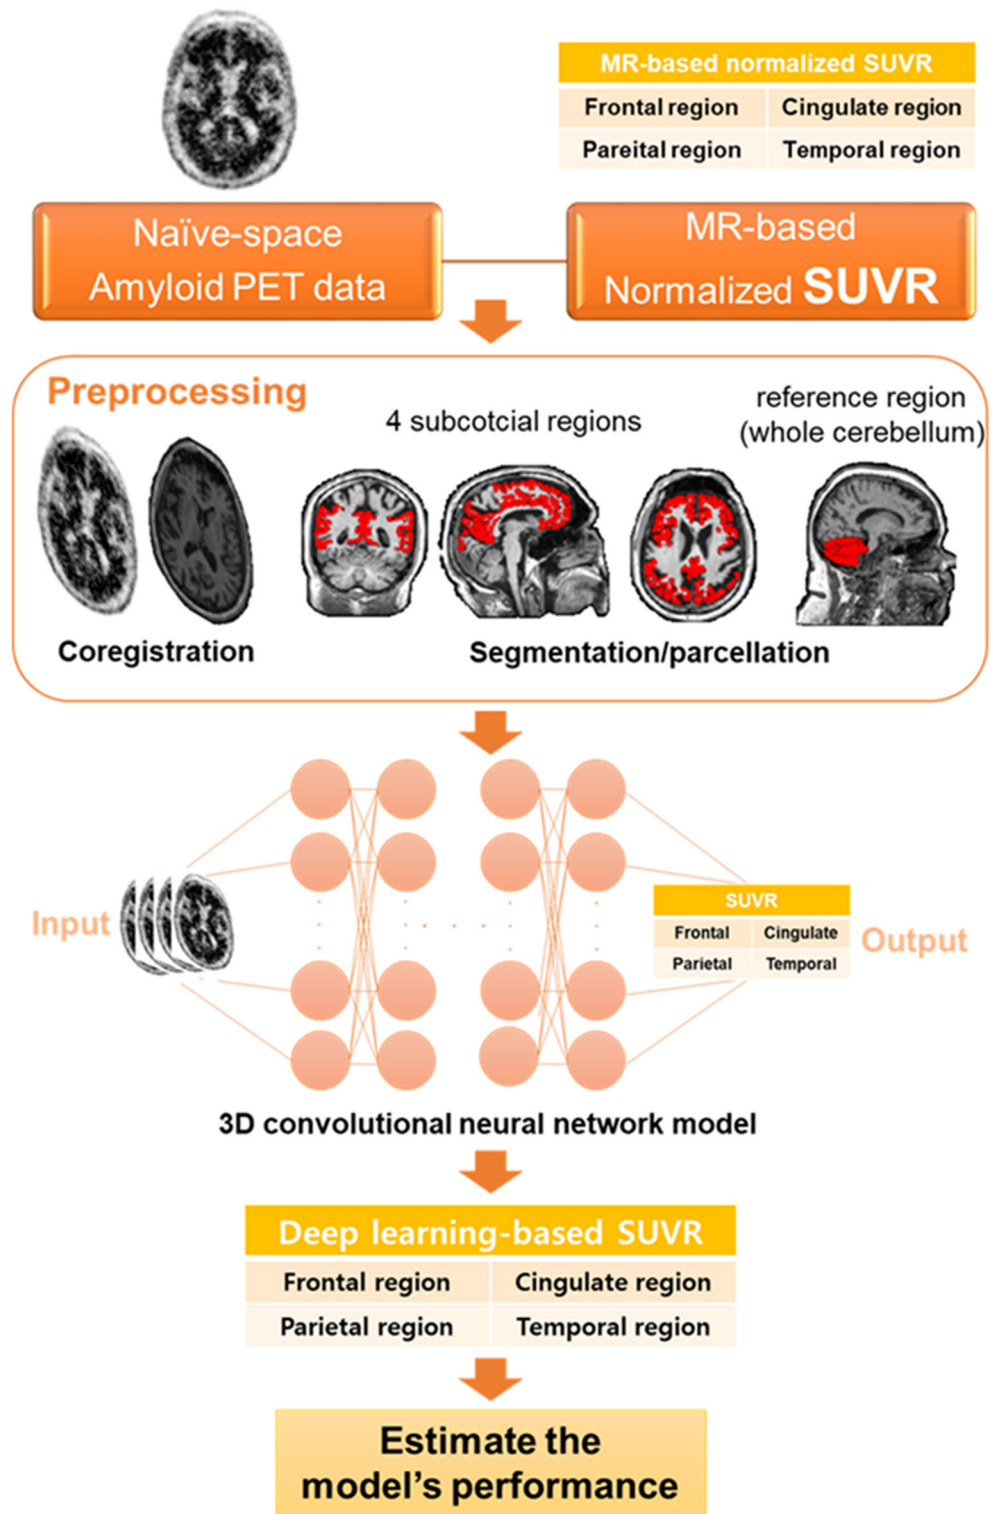 MR-based normalized SUVR
Frontal region Cingulate region
Pareital region Temporal region
Naïve-space
Amyloid PET data
MR-based
Normalized SUVR
Preprocessing
4 subcotcial regions
reference region
(whole cerebellum)
Coregistration
Segmentation/parcellation
Input
SUVR
Frontal Cingulate
Parietal Temporal
Output
3D convolutional neural network model
Deep learning-based SUVR
Frontal region Cingulate region
Parietal region Temporal region
Estimate the
model's performance